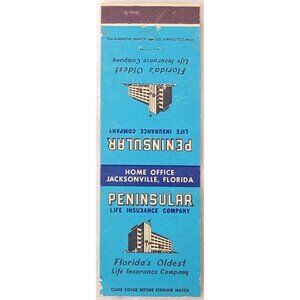 Life Insurance Company
Florida's Oldest
LIFE INSURANCE COMPANY
PENINSULAR
HOME OFFICE
JACKSONVILLE, FLORIDA
PENINSULAR
LIFE INSURANCE COMPANY
Florida's Oldest
Life Insurance Company
CLOSE COVER BEFORE STRIKING MATCH